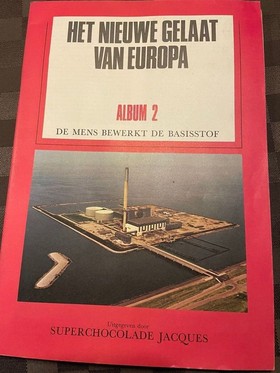 HET NIEUWE GELAAT
VAN EUROPA
ALBUM 2
DE MENS BEWERKT DE BASISSTOF
Uitgegeven door
SUPERCHOCOLADE JACQUES